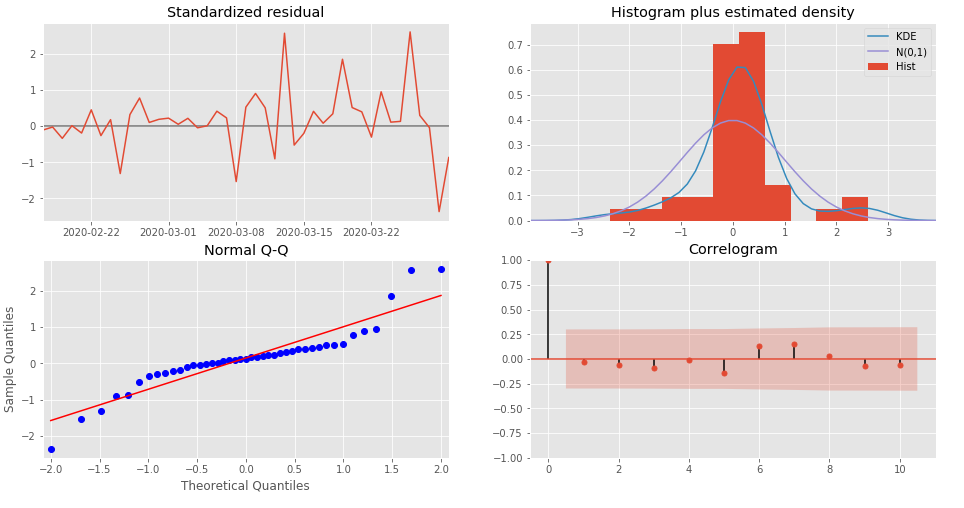 Standardized residual
2
1
0
−1
−2
2020-02-22 2020-03-01 2020-03-08 2020-03-15 2020-03-22
Histogram plus estimated density
KDE
N(0,1)
Hist
0.7
0.6
0.5
0.4
0.3
0.2
0.1
0.0
−3 −2 −1 0 1 2 3
Normal Q-Q
Sample Quantiles
2
1
0
−1
−2
−2.0 −1.5 −1.0 −0.5 0.0 0.5 1.0 1.5 2.0
Theoretical Quantiles
Correlogram
1.00
0.75
0.50
0.25
0.00
−0.25
−0.50
−0.75
−1.00
0 2 4 6 8 10